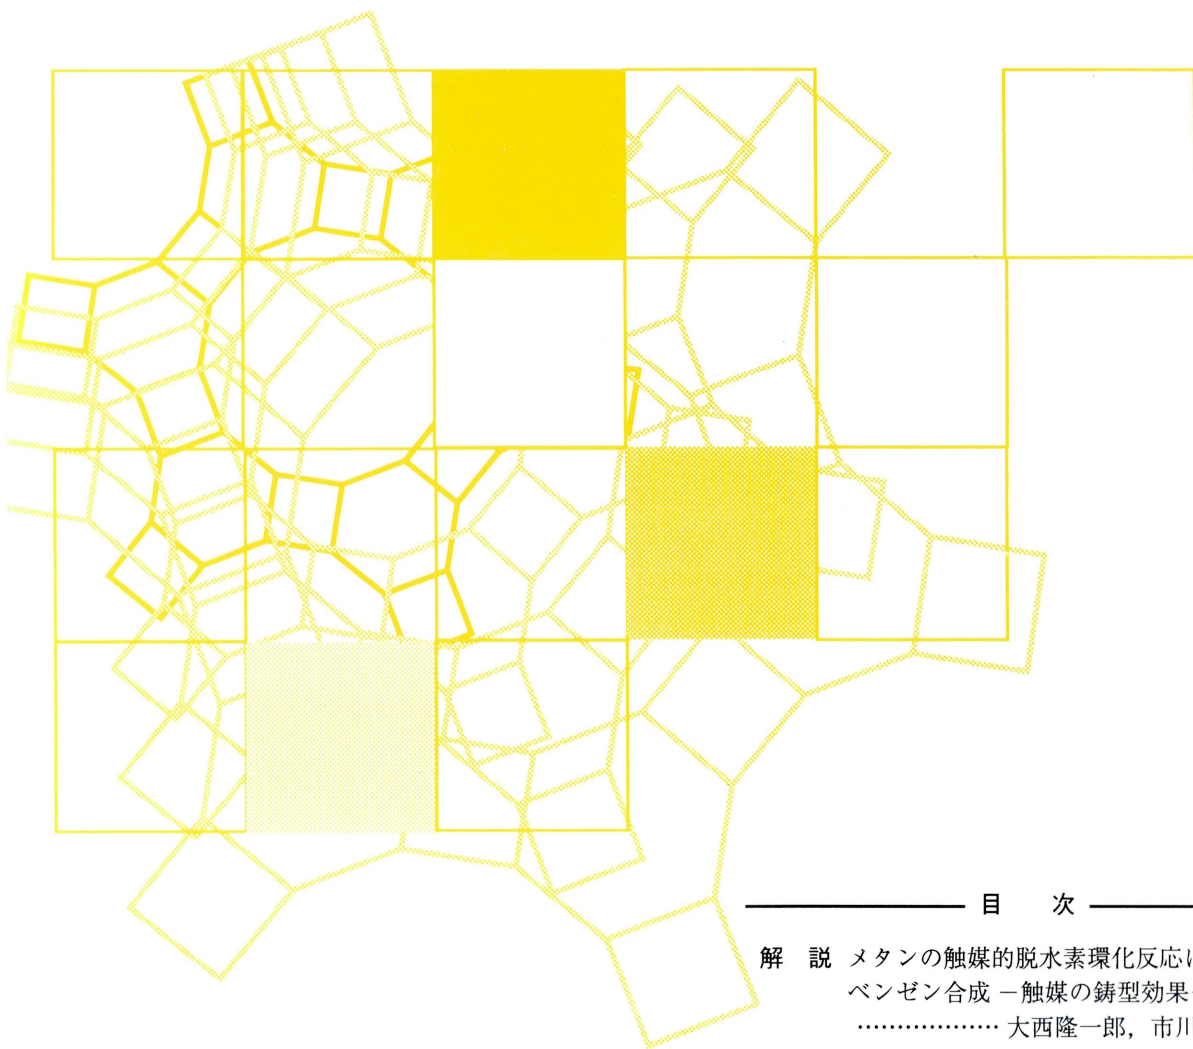 目 次
解 説 メタンの触媒的脱水素環化反応に
ベンゼン合成 －触媒の鋳型効果
……………… 大西隆一郎，市川